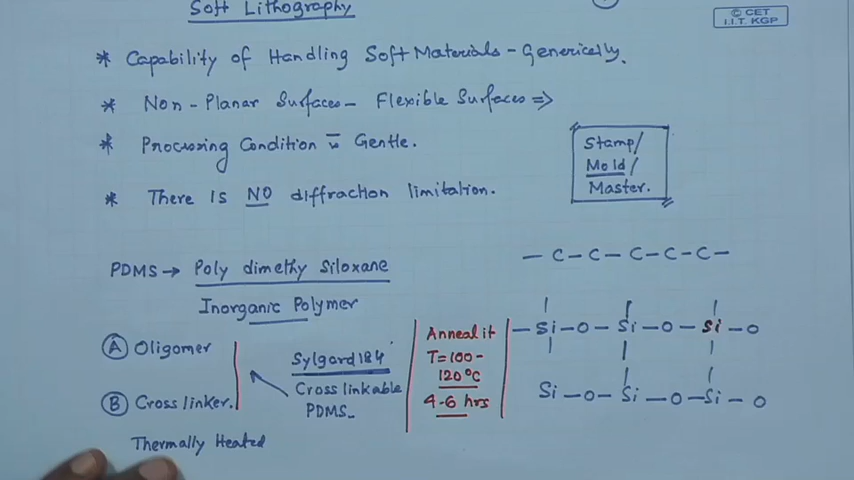 Soft Lithography
© CET
I.I.T. KGP
* Capability of Handling Soft Materials - Generically.
* Non-Planar Surfaces - Flexible Surfaces ⇒
* Processing Condition is Gentle.
* There is NO diffraction limitation.
Stamp/
Mold/
Master.
PDMS → Poly dimethy Siloxane
Inorganic Polymer
(A) Oligomer
(B) Cross linker.
Thermally Heated
Sylgard 184
Cross linkable
PDMS
Anneal it
T=100-
120°C
4-6 hrs
- C - C - C - C - C -
- Si - O - Si - O - Si - O
Si - O - Si - O - Si - O